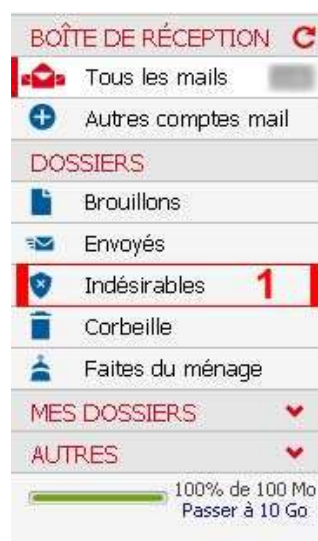 BOÎTE DE RÉCEPTION
Tous les mails
Autres comptes mail
DOSSIERS
Brouillons
Envoyés
Indésirables 1
Corbeille
Faites du ménage
MES DOSSIERS
AUTRES
100% de 100 Mo
Passer à 10 Go